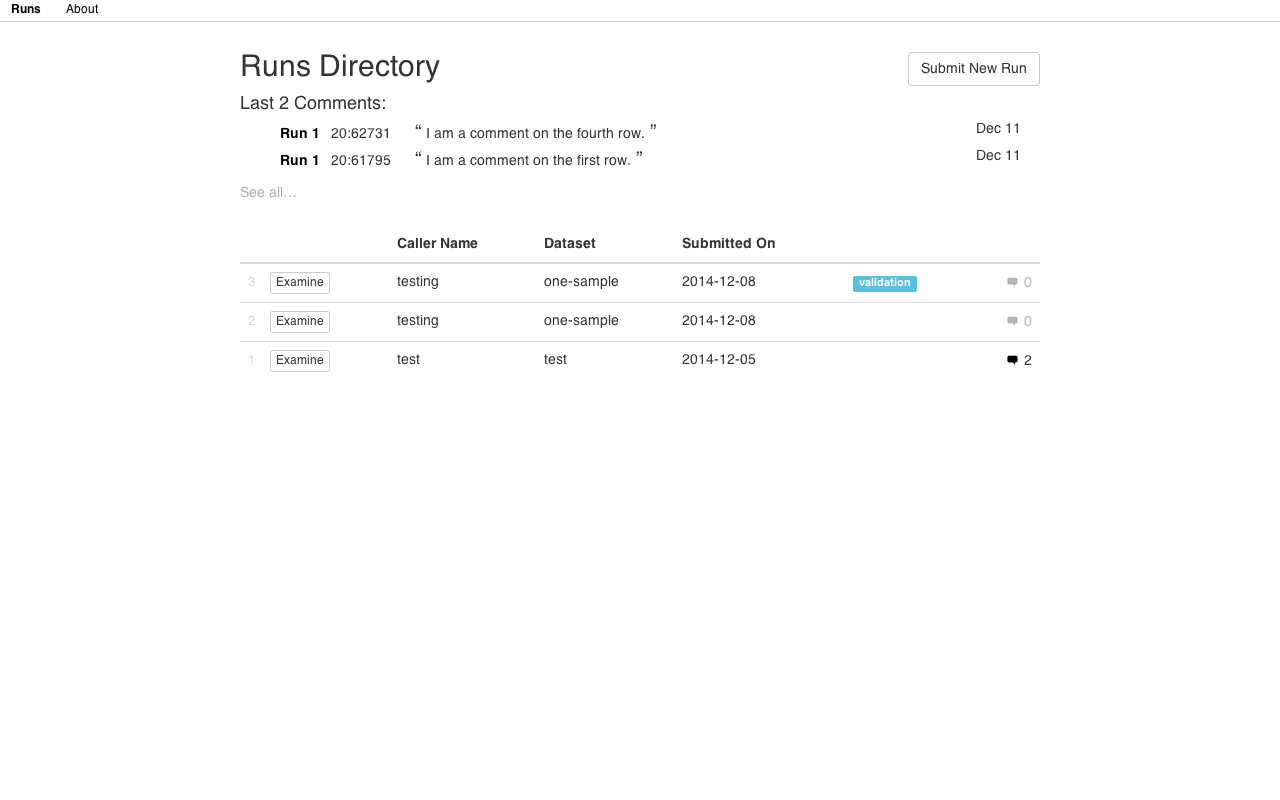 Runs About
Runs Directory
Submit New Run
Last 2 Comments:
Run 1 20:62731 “ I am a comment on the fourth row. ” Dec 11
Run 1 20:61795 “ I am a comment on the first row. ” Dec 11
See all...
Caller Name Dataset Submitted On
3 Examine testing one-sample 2014-12-08 validation 0
2 Examine testing one-sample 2014-12-08 0
1 Examine test test 2014-12-05 2